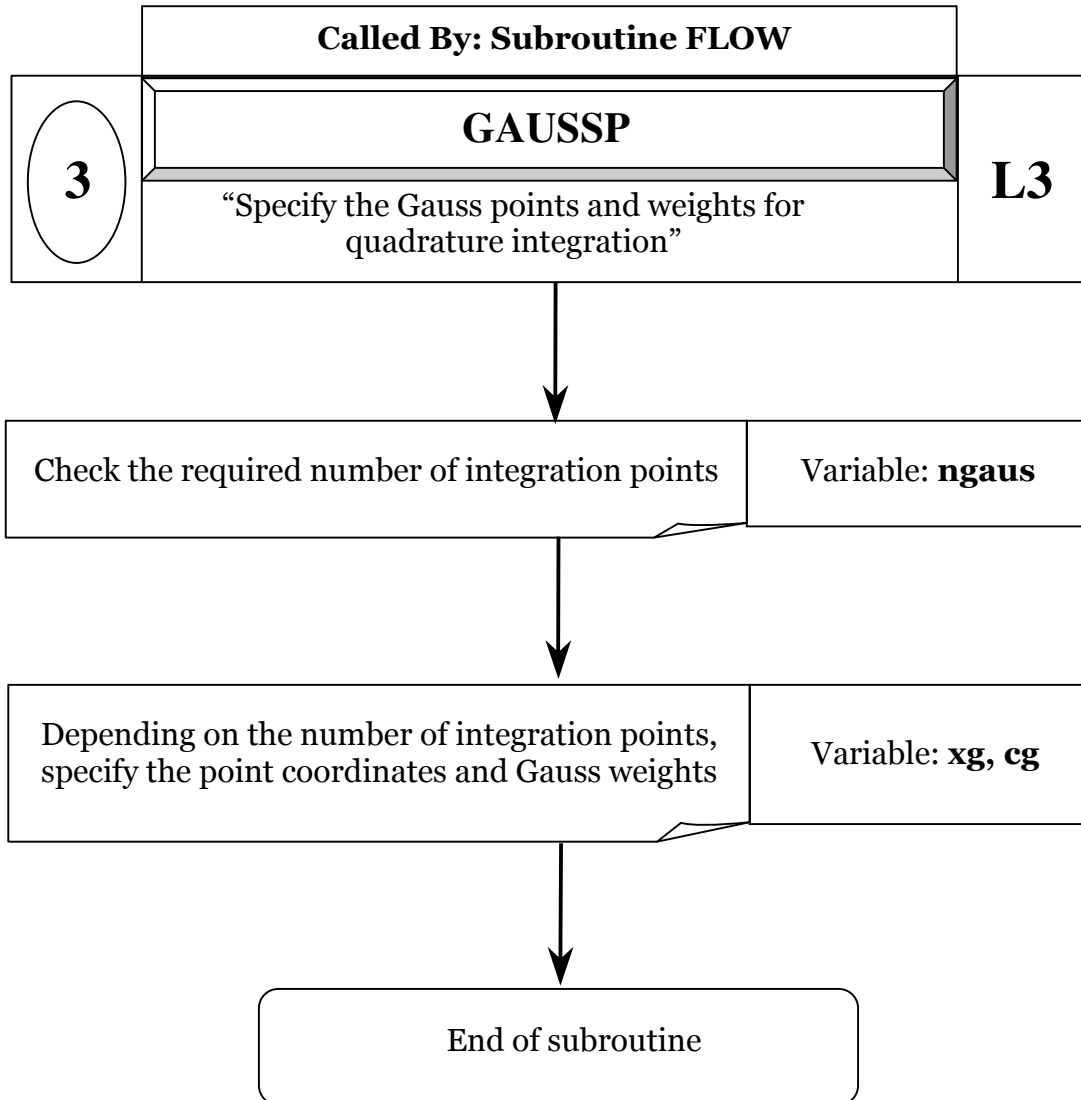 Called By: Subroutine FLOW
3
GAUSSP
L3
“Specify the Gauss points and weights for
quadrature integration”
Check the required number of integration points
Variable: ngaus
Depending on the number of integration points,
specify the point coordinates and Gauss weights
Variable: xg, cg
End of subroutine